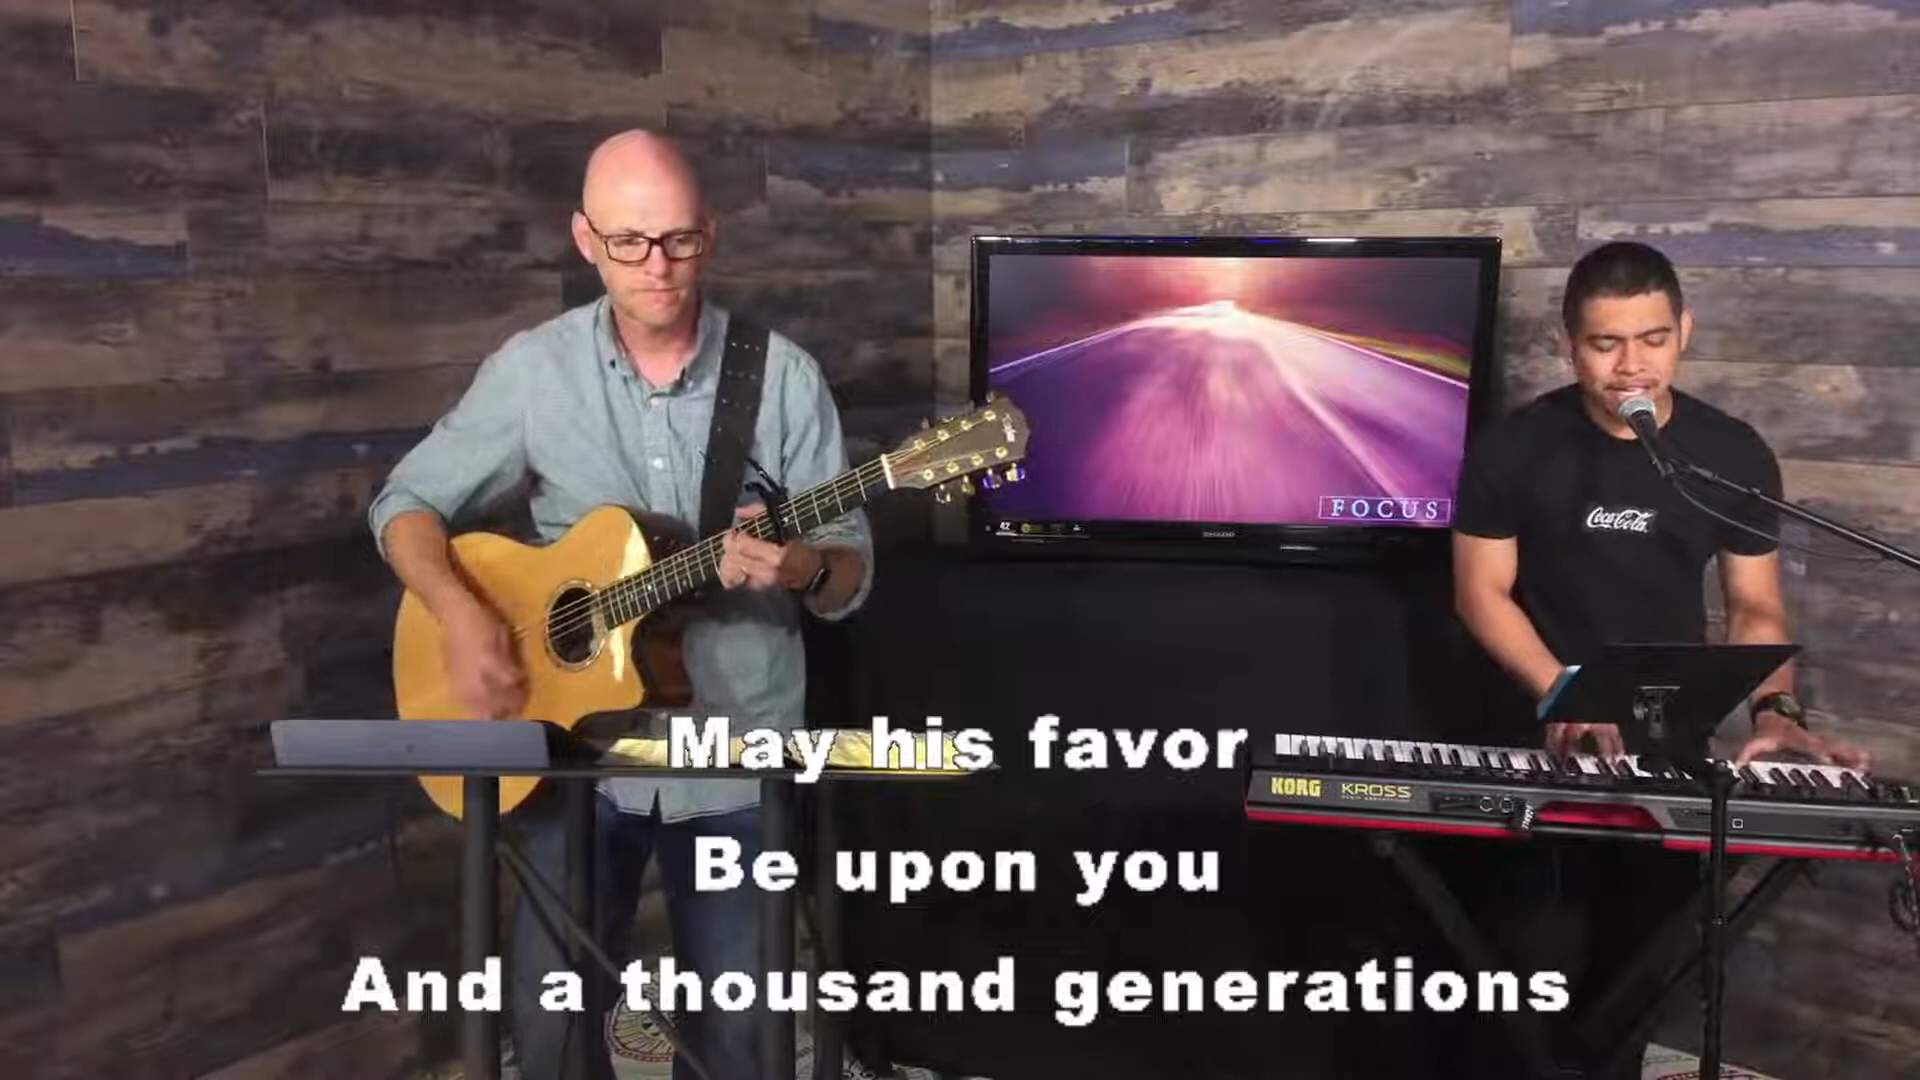 FOCUS
Coca-Cola
KORG KROSS
May his favor
Be upon you
And a thousand generations